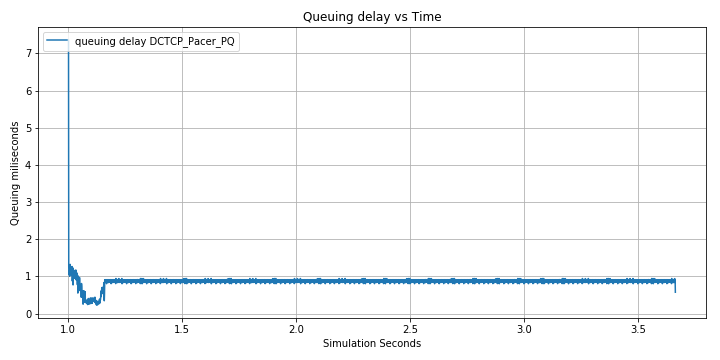 Queuing delay vs Time
queuing delay DCTCP_Pacer_PQ
Queuing miliseconds
7
6
5
4
3
2
1
0
1.0 1.5 2.0 2.5 3.0 3.5
Simulation Seconds